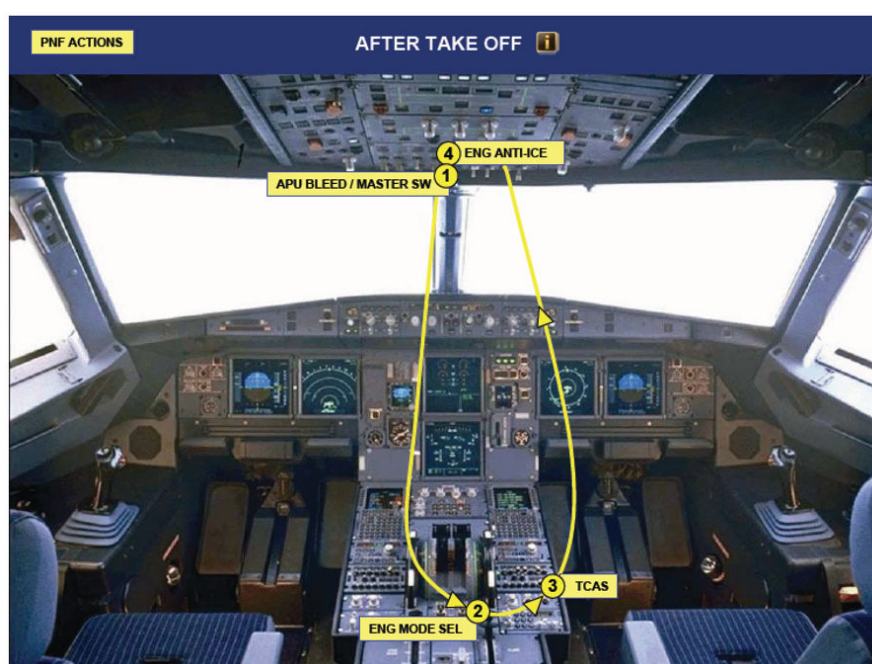 PNF ACTIONS
AFTER TAKE OFF i
4 ENG ANTI-ICE
APU BLEED / MASTER SW 1
3 TCAS
2
ENG MODE SEL